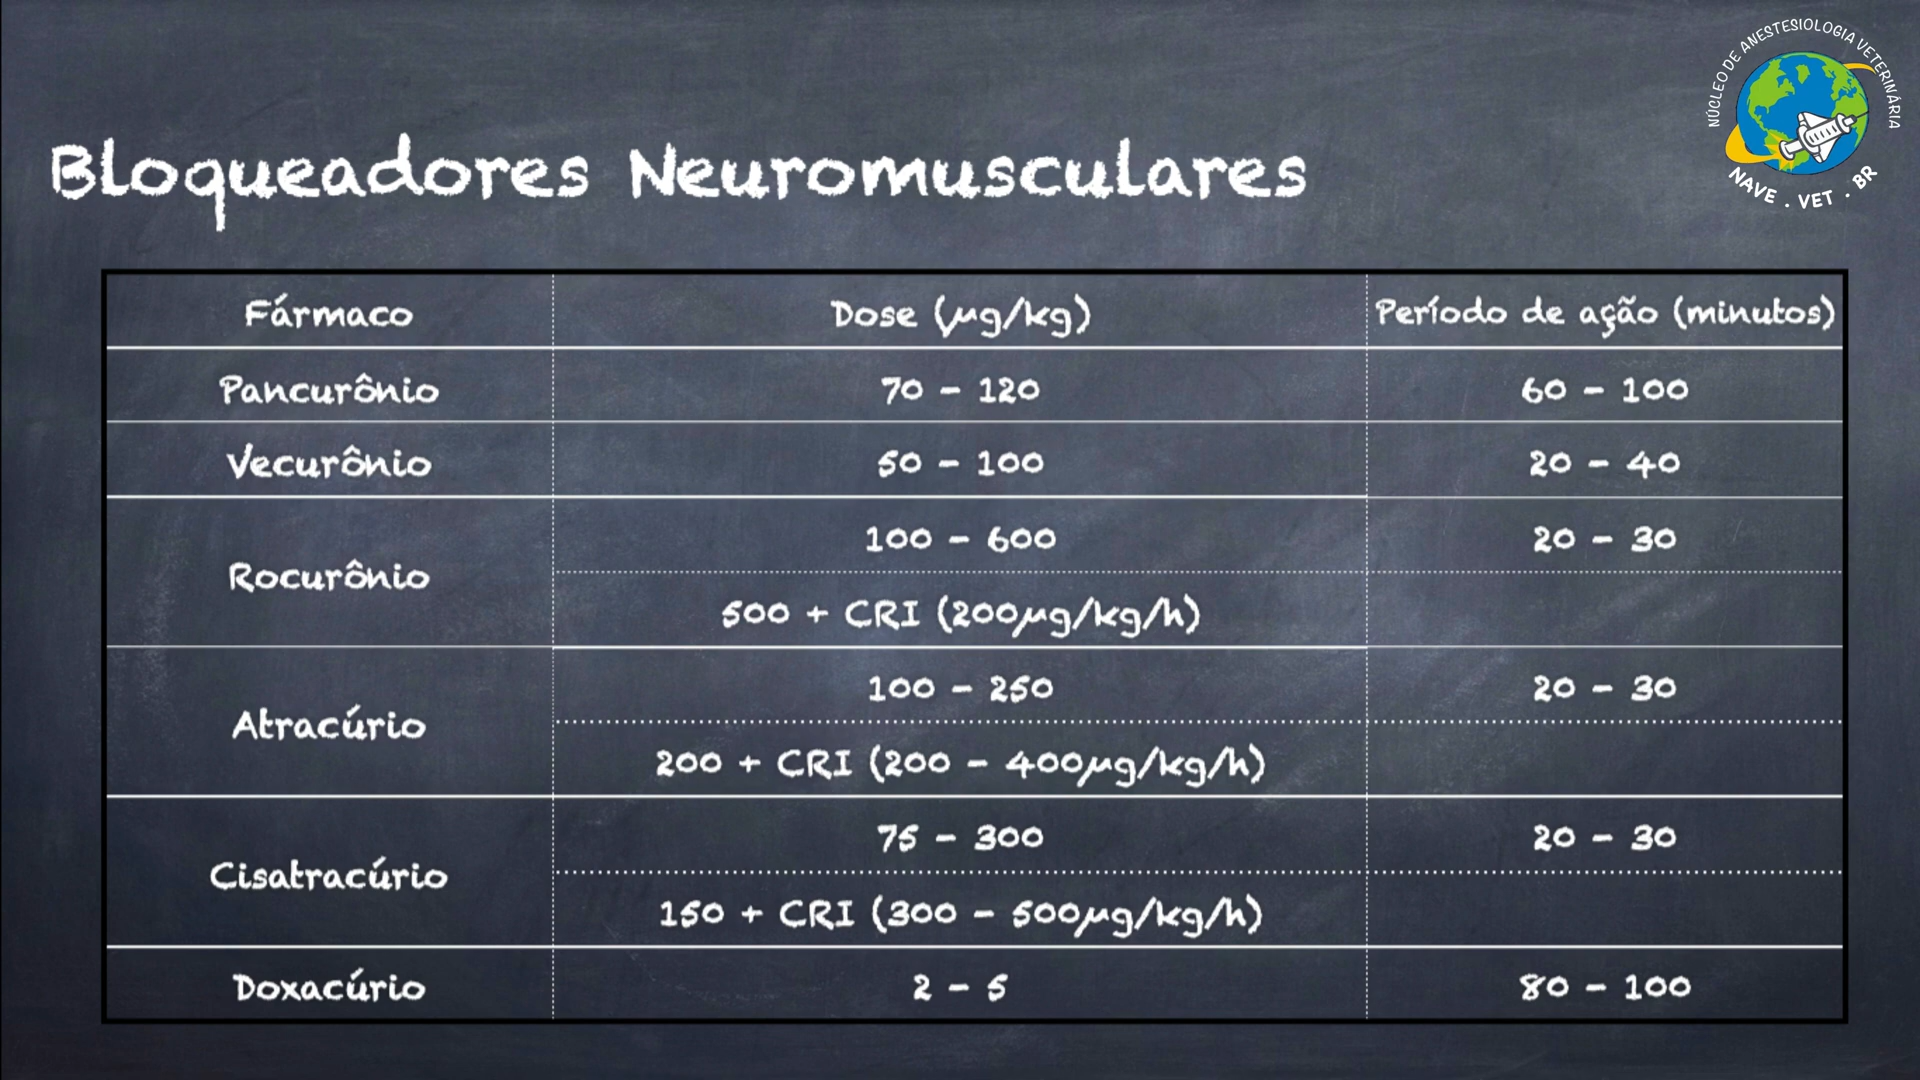 NÚCLEO DE ANESTESIOLOGIA VETERINÁRIA
NAVE . VET . BR
Bloqueadores Neuromusculares
Fármaco Dose (µg/kg) Período de ação (minutos)
Pancurônio 70 - 120 60 - 100
Vecurônio 50 - 100 20 - 40
Rocurônio 100 - 600 20 - 30
500 + CRI (200µg/kg/h)
Atracúrio 100 - 250 20 - 30
200 + CRI (200 - 400µg/kg/h)
Cisatracúrio 75 - 300 20 - 30
150 + CRI (300 - 500µg/kg/h)
Doxacúrio 2 - 5 80 - 100